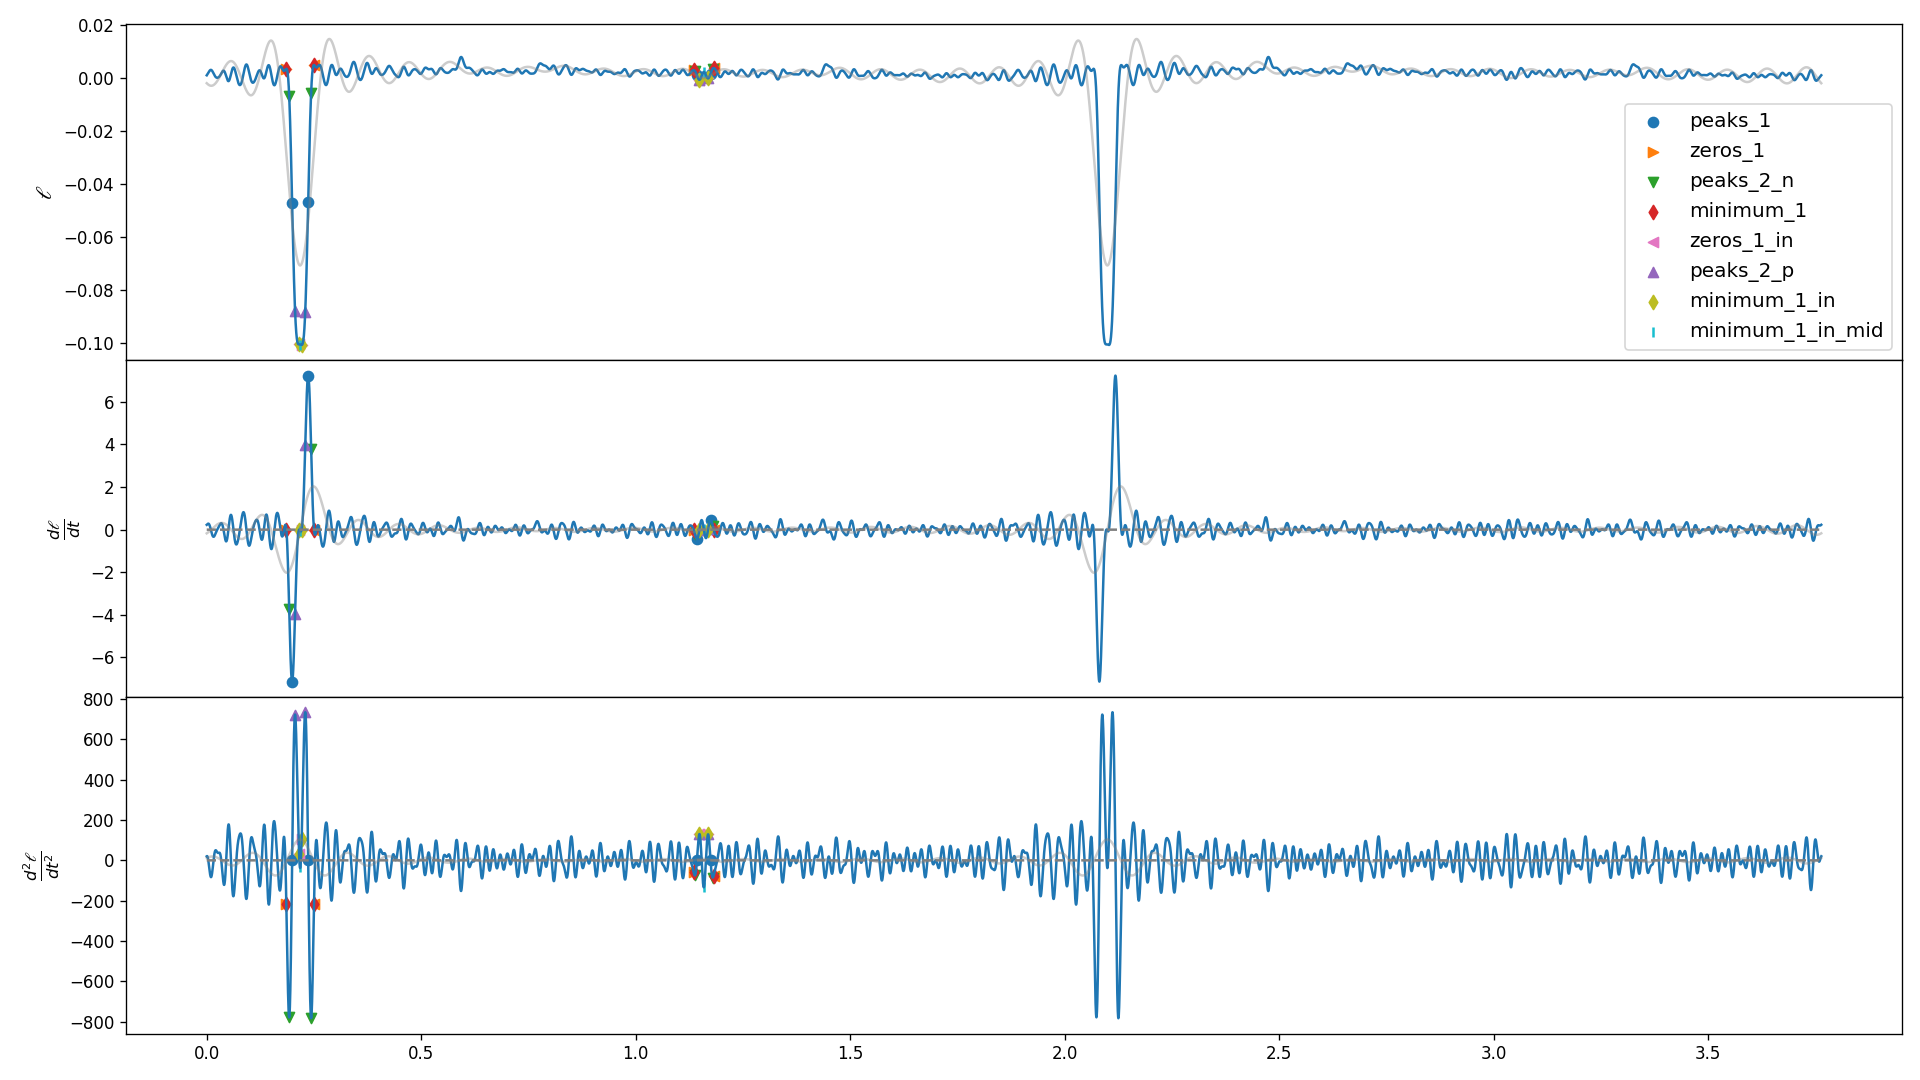 0.02
0.00
−0.02
−0.04
−0.06
−0.08
−0.10
ℓ
peaks_1
zeros_1
peaks_2_n
minimum_1
zeros_1_in
peaks_2_p
minimum_1_in
minimum_1_in_mid
6
4
2
0
−2
−4
−6
dℓ
dt
800
600
400
200
0
−200
−400
−600
−800
d²ℓ
dt²
0.0 0.5 1.0 1.5 2.0 2.5 3.0 3.5